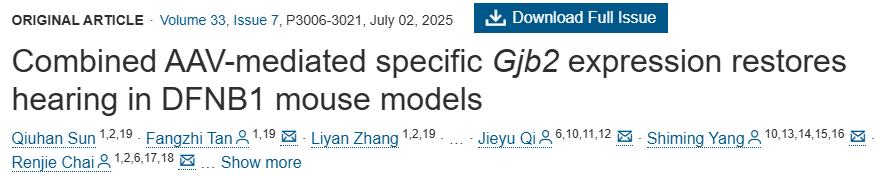 ORIGINAL ARTICLE · Volume 33, Issue 7, P3006-3021, July 02, 2025 Download Full Issue
Combined AAV-mediated specific Gjb2 expression restores
hearing in DFNB1 mouse models
Qiuhan Sun 1,2,19 · Fangzhi Tan 1,19 · Liyan Zhang 1,2,19 · … · Jieyu Qi 6,10,11,12 · Shiming Yang 10,13,14,15,16 ·
Renjie Chai 1,2,6,17,18 … Show more